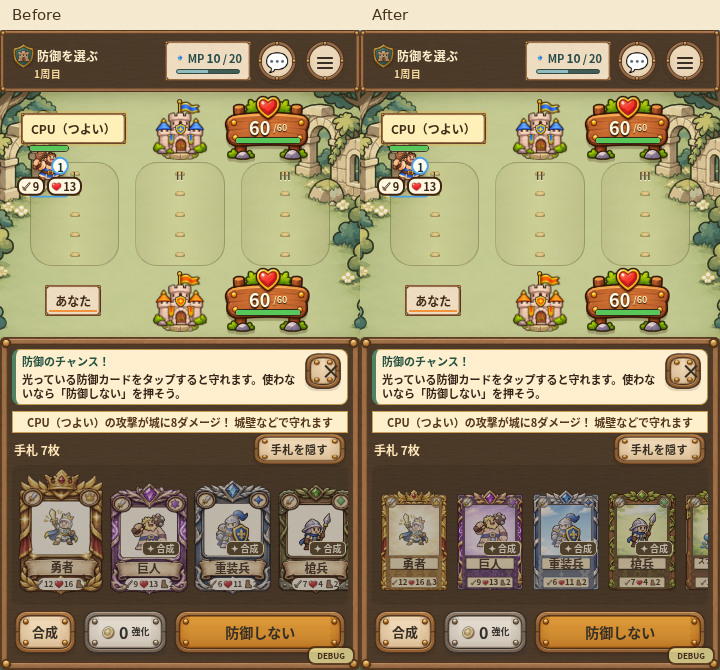 Before
防御を選ぶ
1周目
MP 10 / 20
CPU（つよい）
60 /60
1
9 13
II III
あなた
60 /60
防御のチャンス！
光っている防御カードをタップすると守れます。使わな
いなら「防御しない」を押そう。
CPU（つよい）の攻撃が城に8ダメージ！ 城壁などで守れます
手札 7枚
手札を隠す
合成 合成 合成
勇者 巨人 重装兵 槍兵
12 16 9 13 6 11 7 4
合成
0 強化
防御しない
DEBUG
After
防御を選ぶ
1周目
MP 10 / 20
CPU（つよい）
60 /60
1
9 13
II III
あなた
60 /60
防御のチャンス！
光っている防御カードをタップすると守れます。使わな
いなら「防御しない」を押そう。
CPU（つよい）の攻撃が城に8ダメージ！ 城壁などで守れます
手札 7枚
手札を隠す
合成 合成 合成
勇者 巨人 重装兵 槍兵
12 16 3 9 13 2 6 11 2 7 4 2
合成
0 強化
防御しない
DEBUG